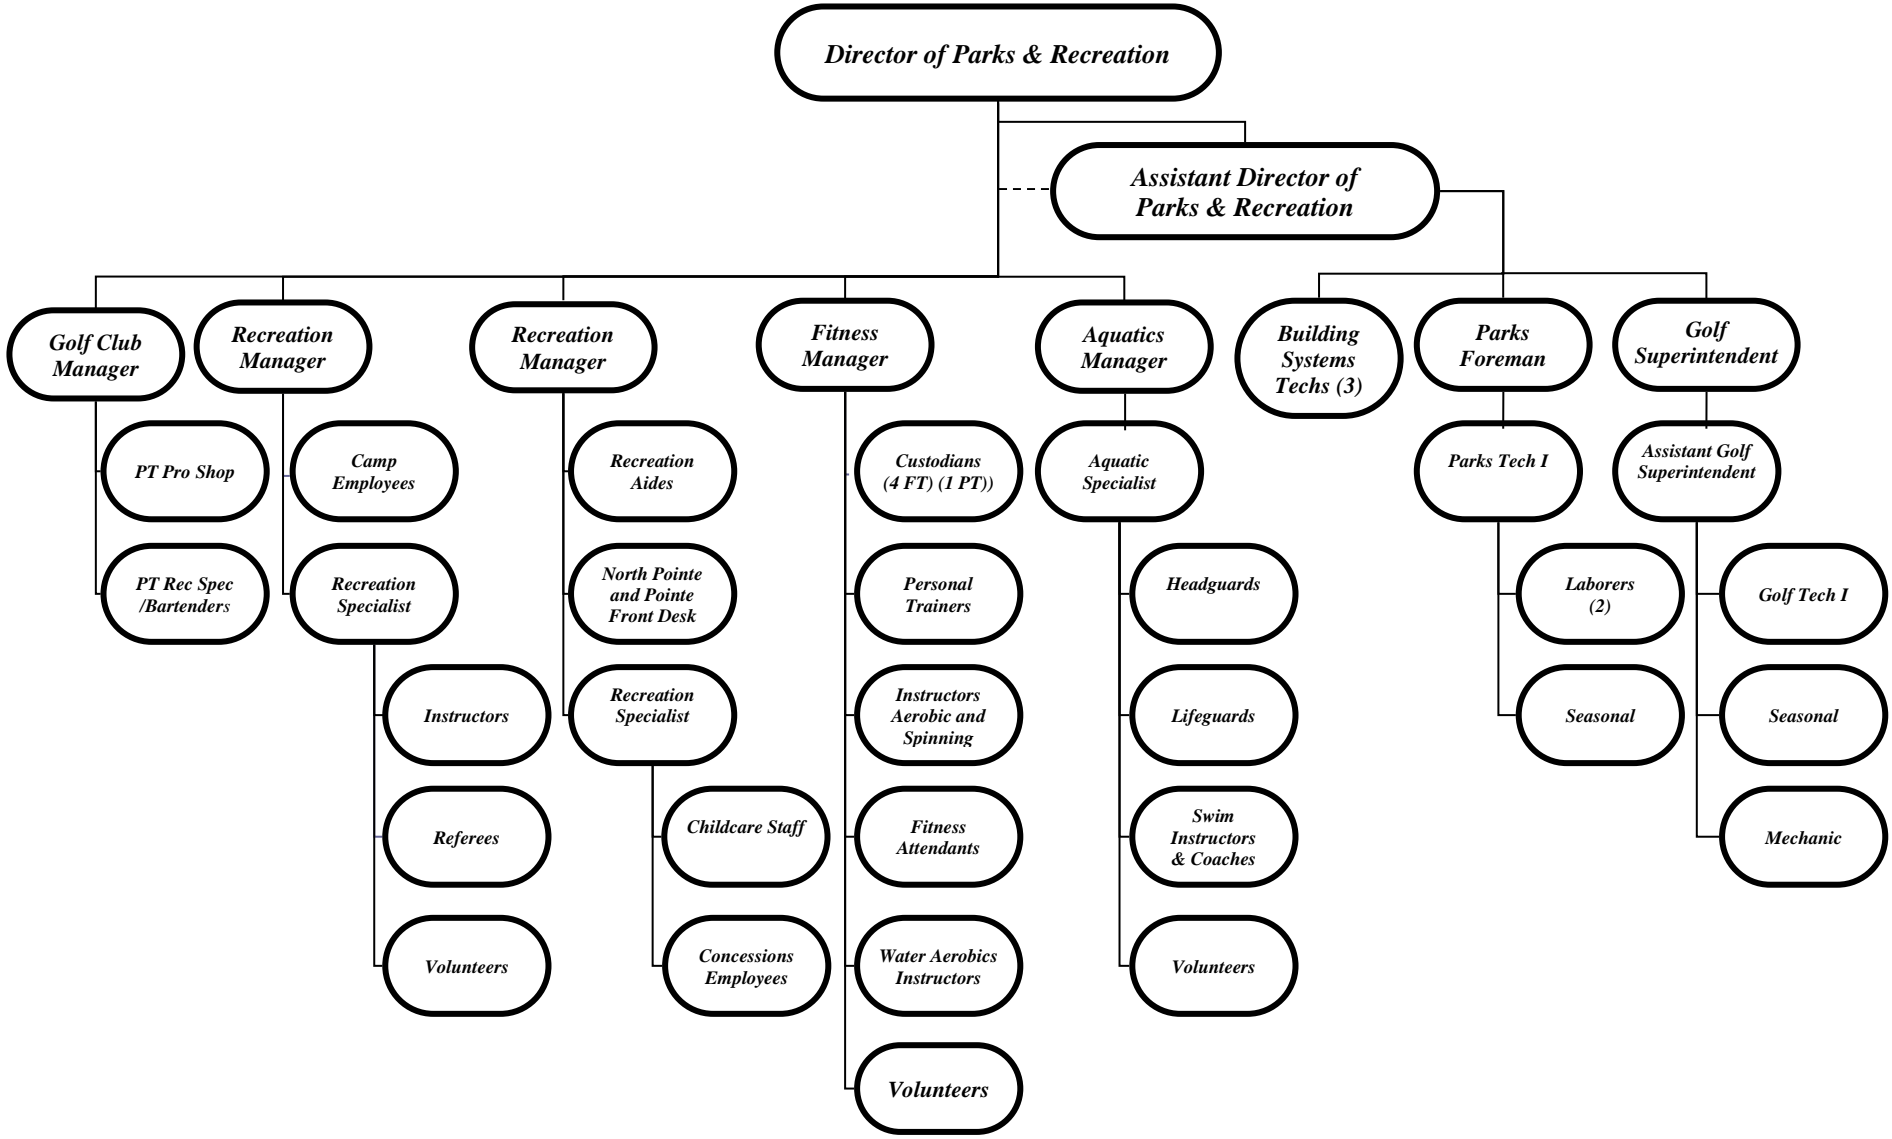 Director of Parks & Recreation
Assistant Director of
Parks & Recreation
Golf Club
Manager
Recreation
Manager
Recreation
Manager
Fitness
Manager
Aquatics
Manager
Building
Systems
Techs (3)
Parks
Foreman
Golf
Superintendent
PT Pro Shop
Camp
Employees
Recreation
Aides
Custodians
(4 FT) (1 PT))
Aquatic
Specialist
Parks Tech I
Assistant Golf
Superintendent
PT Rec Spec
/Bartenders
Recreation
Specialist
North Pointe
and Pointe
Front Desk
Personal
Trainers
Headguards
Laborers
(2)
Golf Tech I
Instructors
Recreation
Specialist
Instructors
Aerobic and
Spinning
Lifeguards
Seasonal
Seasonal
Referees
Childcare Staff
Fitness
Attendants
Swim
Instructors
& Coaches
Mechanic
Volunteers
Concessions
Employees
Water Aerobics
Instructors
Volunteers
Volunteers